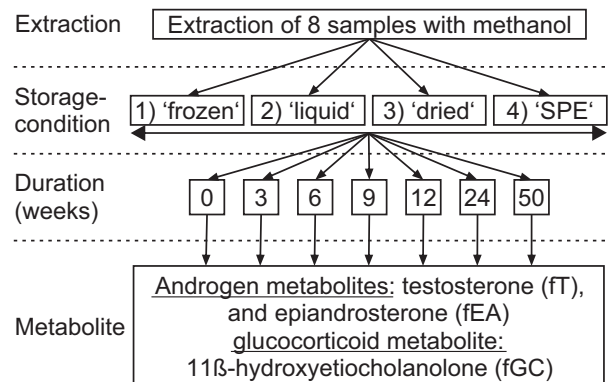 Extraction
Extraction of 8 samples with methanol
Storage-
condition
1) ‘frozen‘
2) ‘liquid‘
3) ‘dried‘
4) ‘SPE‘
Duration
(weeks)
0 3 6 9 12 24 50
Metabolite
Androgen metabolites: testosterone (fT),
and epiandrosterone (fEA)
glucocorticoid metabolite:
11ß-hydroxyetiocholanolone (fGC)